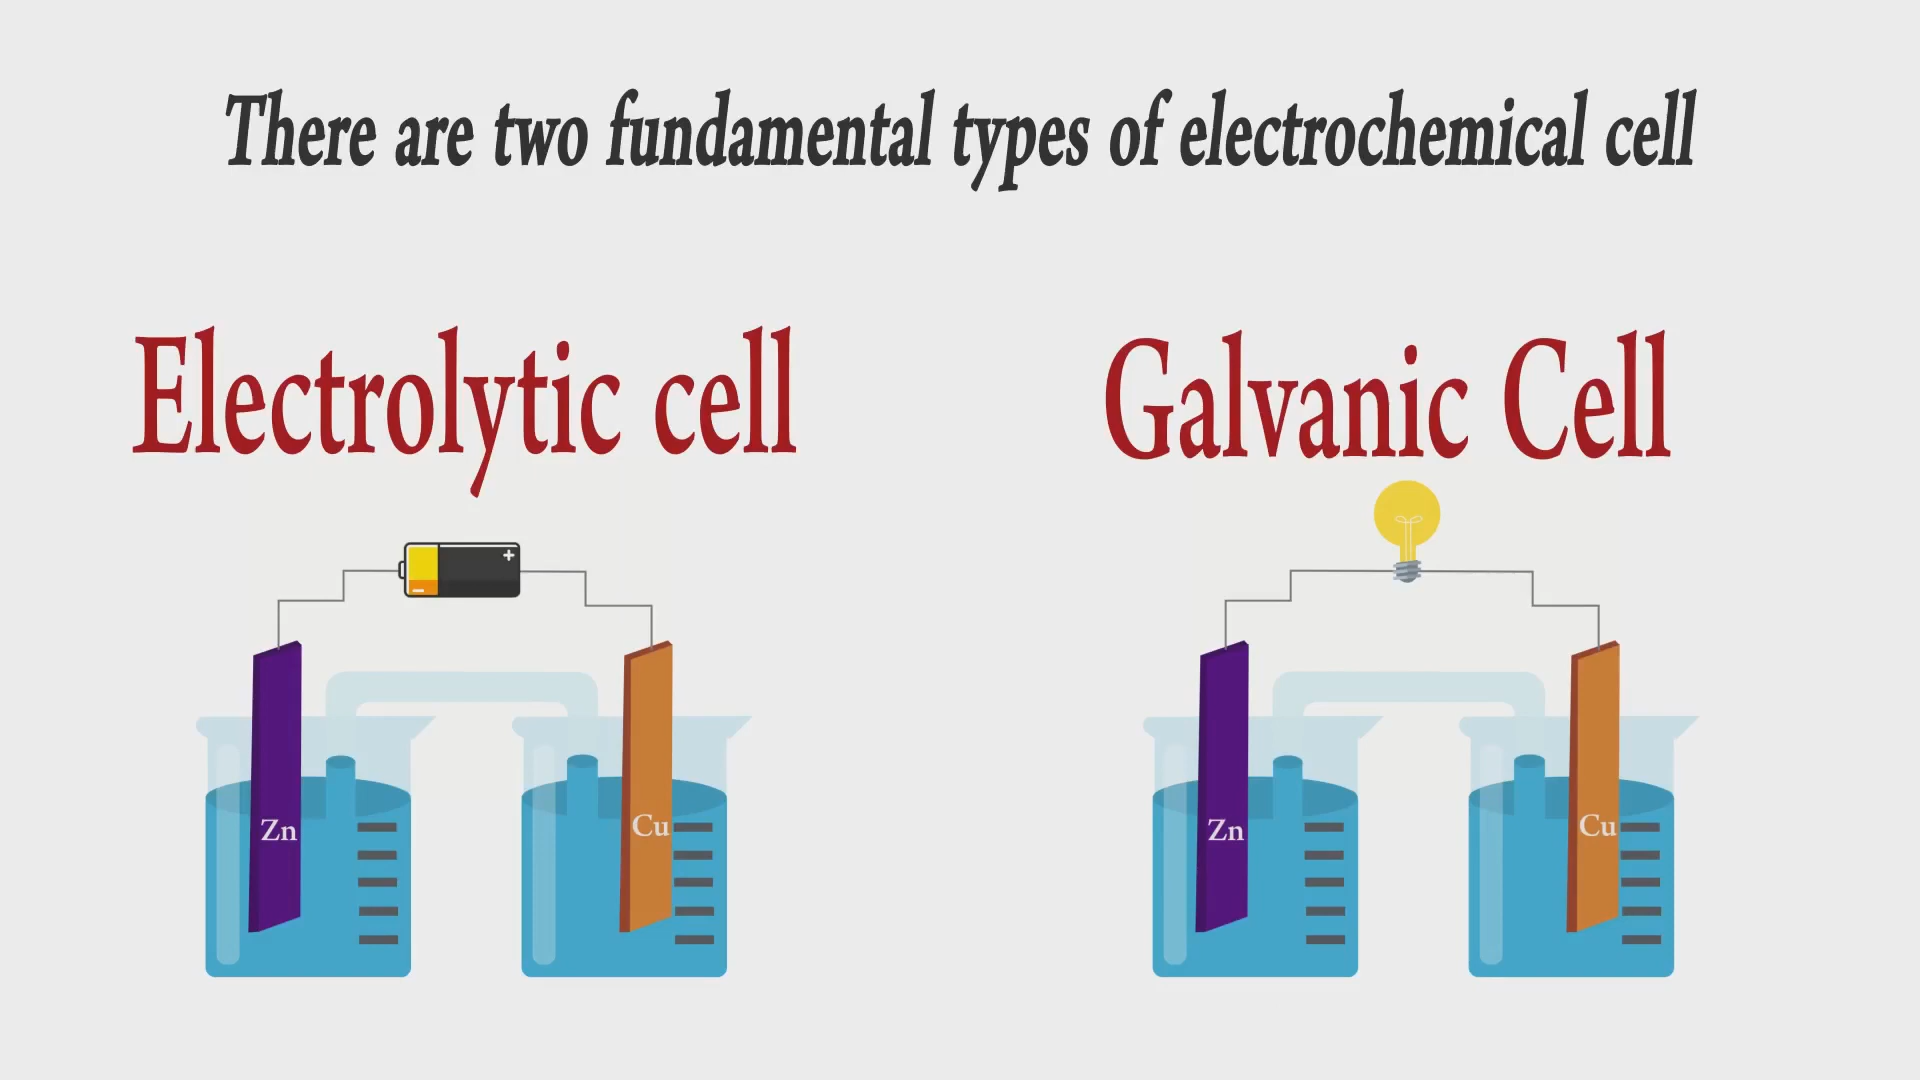 There are two fundamental types of electrochemical cell
Electrolytic cell
Galvanic Cell
+
Zn
Cu
Zn
Cu